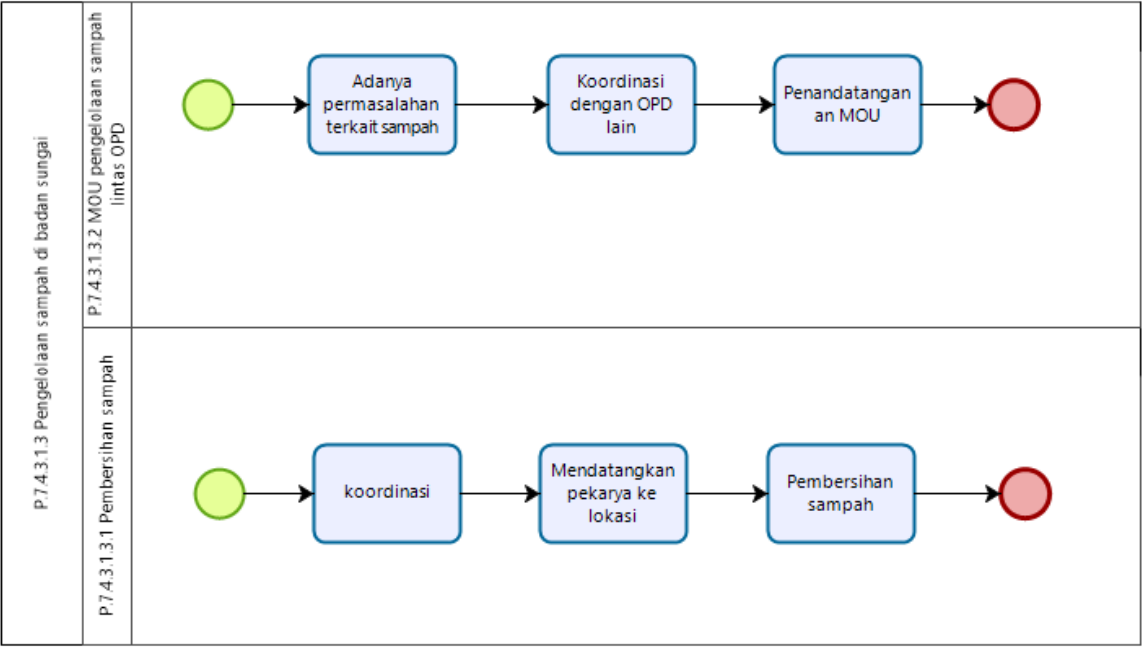 P.7.4.3.1.3 Pengelolaan sampah di badan sungai
P.7.4.3.1.3.2 MOU pengelolaan sampah
lintas OPD
Adanya
permasalahan
terkait sampah
Koordinasi
dengan OPD
lain
Penandatangan
an MOU
P.7.4.3.1.3.1 Pembersihan sampah
koordinasi
Mendatangkan
pekarya ke
lokasi
Pembersihan
sampah